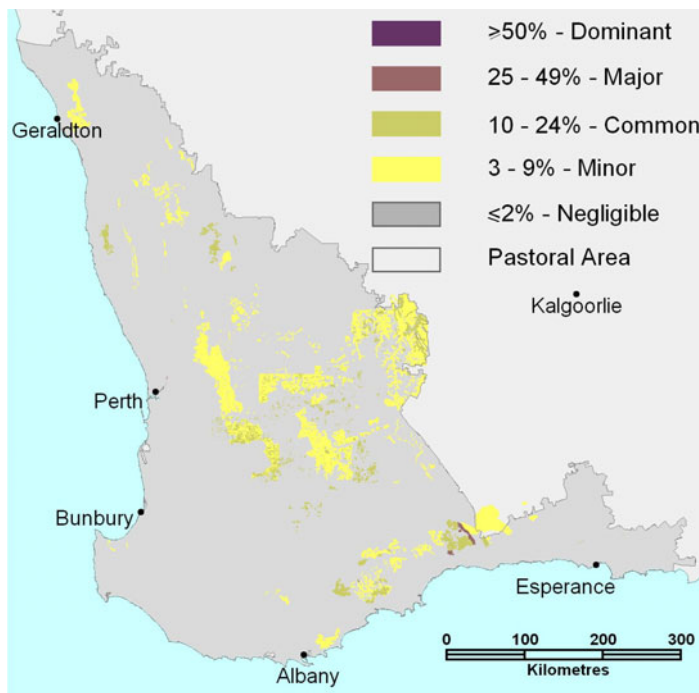 ≥50% - Dominant
25 - 49% - Major
Geraldton
10 - 24% - Common
3 - 9% - Minor
≤2% - Negligible
Pastoral Area
Kalgoorlie
Perth
Bunbury
Esperance
Albany
0 100 200 300
Kilometres